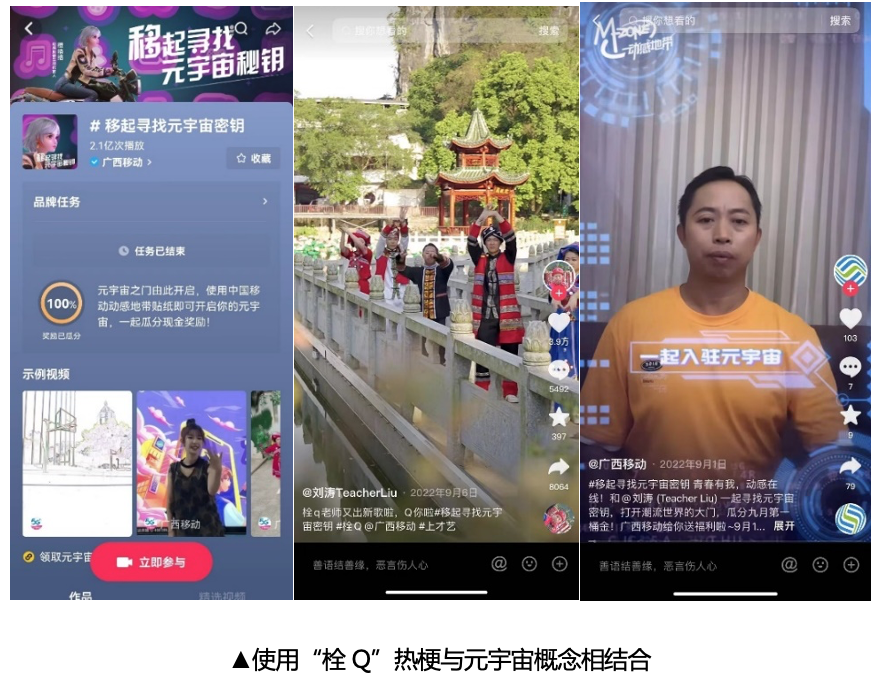 移起寻找
元宇宙秘钥
# 移起寻找元宇宙密钥
2.1亿次播放
广西移动
收藏
品牌任务
任务已结束
100%
奖励已瓜分
元宇宙之门由此开启，使用中国移
动动感地带贴纸即可开启你的元宇
宙，一起瓜分现金奖励！
示例视频
广西移动
领取元宇宙
立即参与
作品
精选视频
搜你想看的
搜索
3.9万
5492
397
8064
@刘涛TeacherLiu · 2022年9月6日
栓q老师又出新歌啦，Q你啦#移起寻找元宇
宙密钥 #栓Q @广西移动 #上才艺
善语结善缘，恶言伤人心
搜你想看的
搜索
M-ZONE
动感地带
一起入驻元宇宙
103
7
9
79
@广西移动 · 2022年9月1日
#移起寻找元宇宙密钥 青春有我，动感在
线！和@刘涛 (Teacher Liu) 一起寻找元宇宙
密钥，打开潮流世界的大门，瓜分九月第一
桶金！广西移动给你送福利啦~9月1... 展开
善语结善缘，恶言伤人心
▲使用“栓 Q”热梗与元宇宙概念相结合